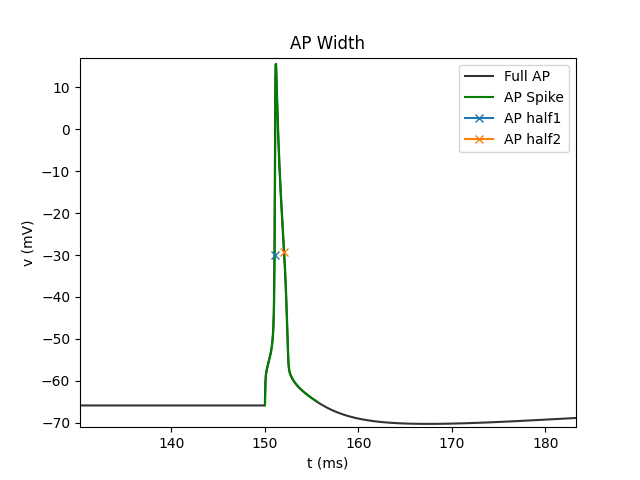 AP Width
Full AP
AP Spike
AP half1
AP half2
10
0
−10
−20
−30
−40
−50
−60
−70
v (mV)
140
150
160
170
180
t (ms)